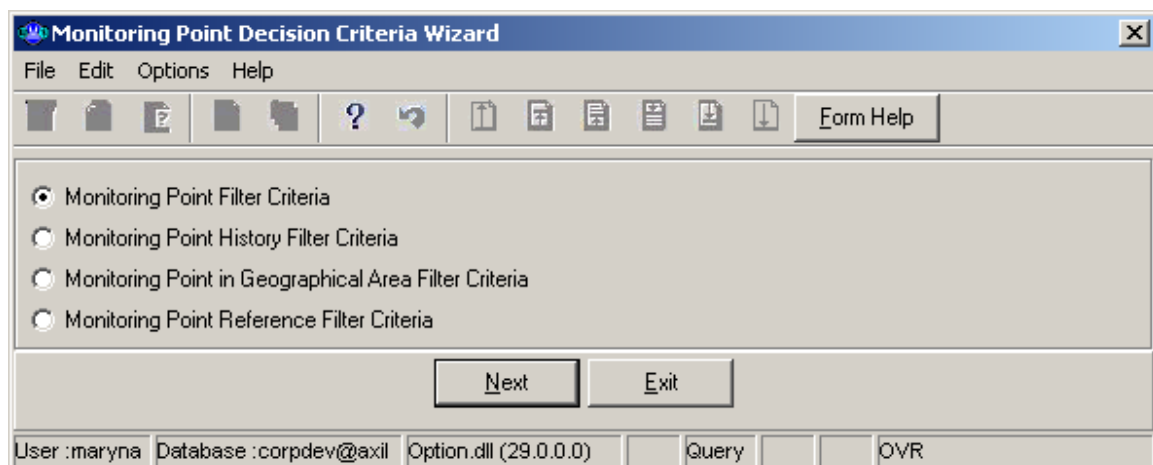 Monitoring Point Decision Criteria Wizard
File Edit Options Help
? Form Help
Monitoring Point Filter Criteria
Monitoring Point History Filter Criteria
Monitoring Point in Geographical Area Filter Criteria
Monitoring Point Reference Filter Criteria
Next Exit
User :maryna Database :corpdev@axil Option.dll (29.0.0.0) Query OVR